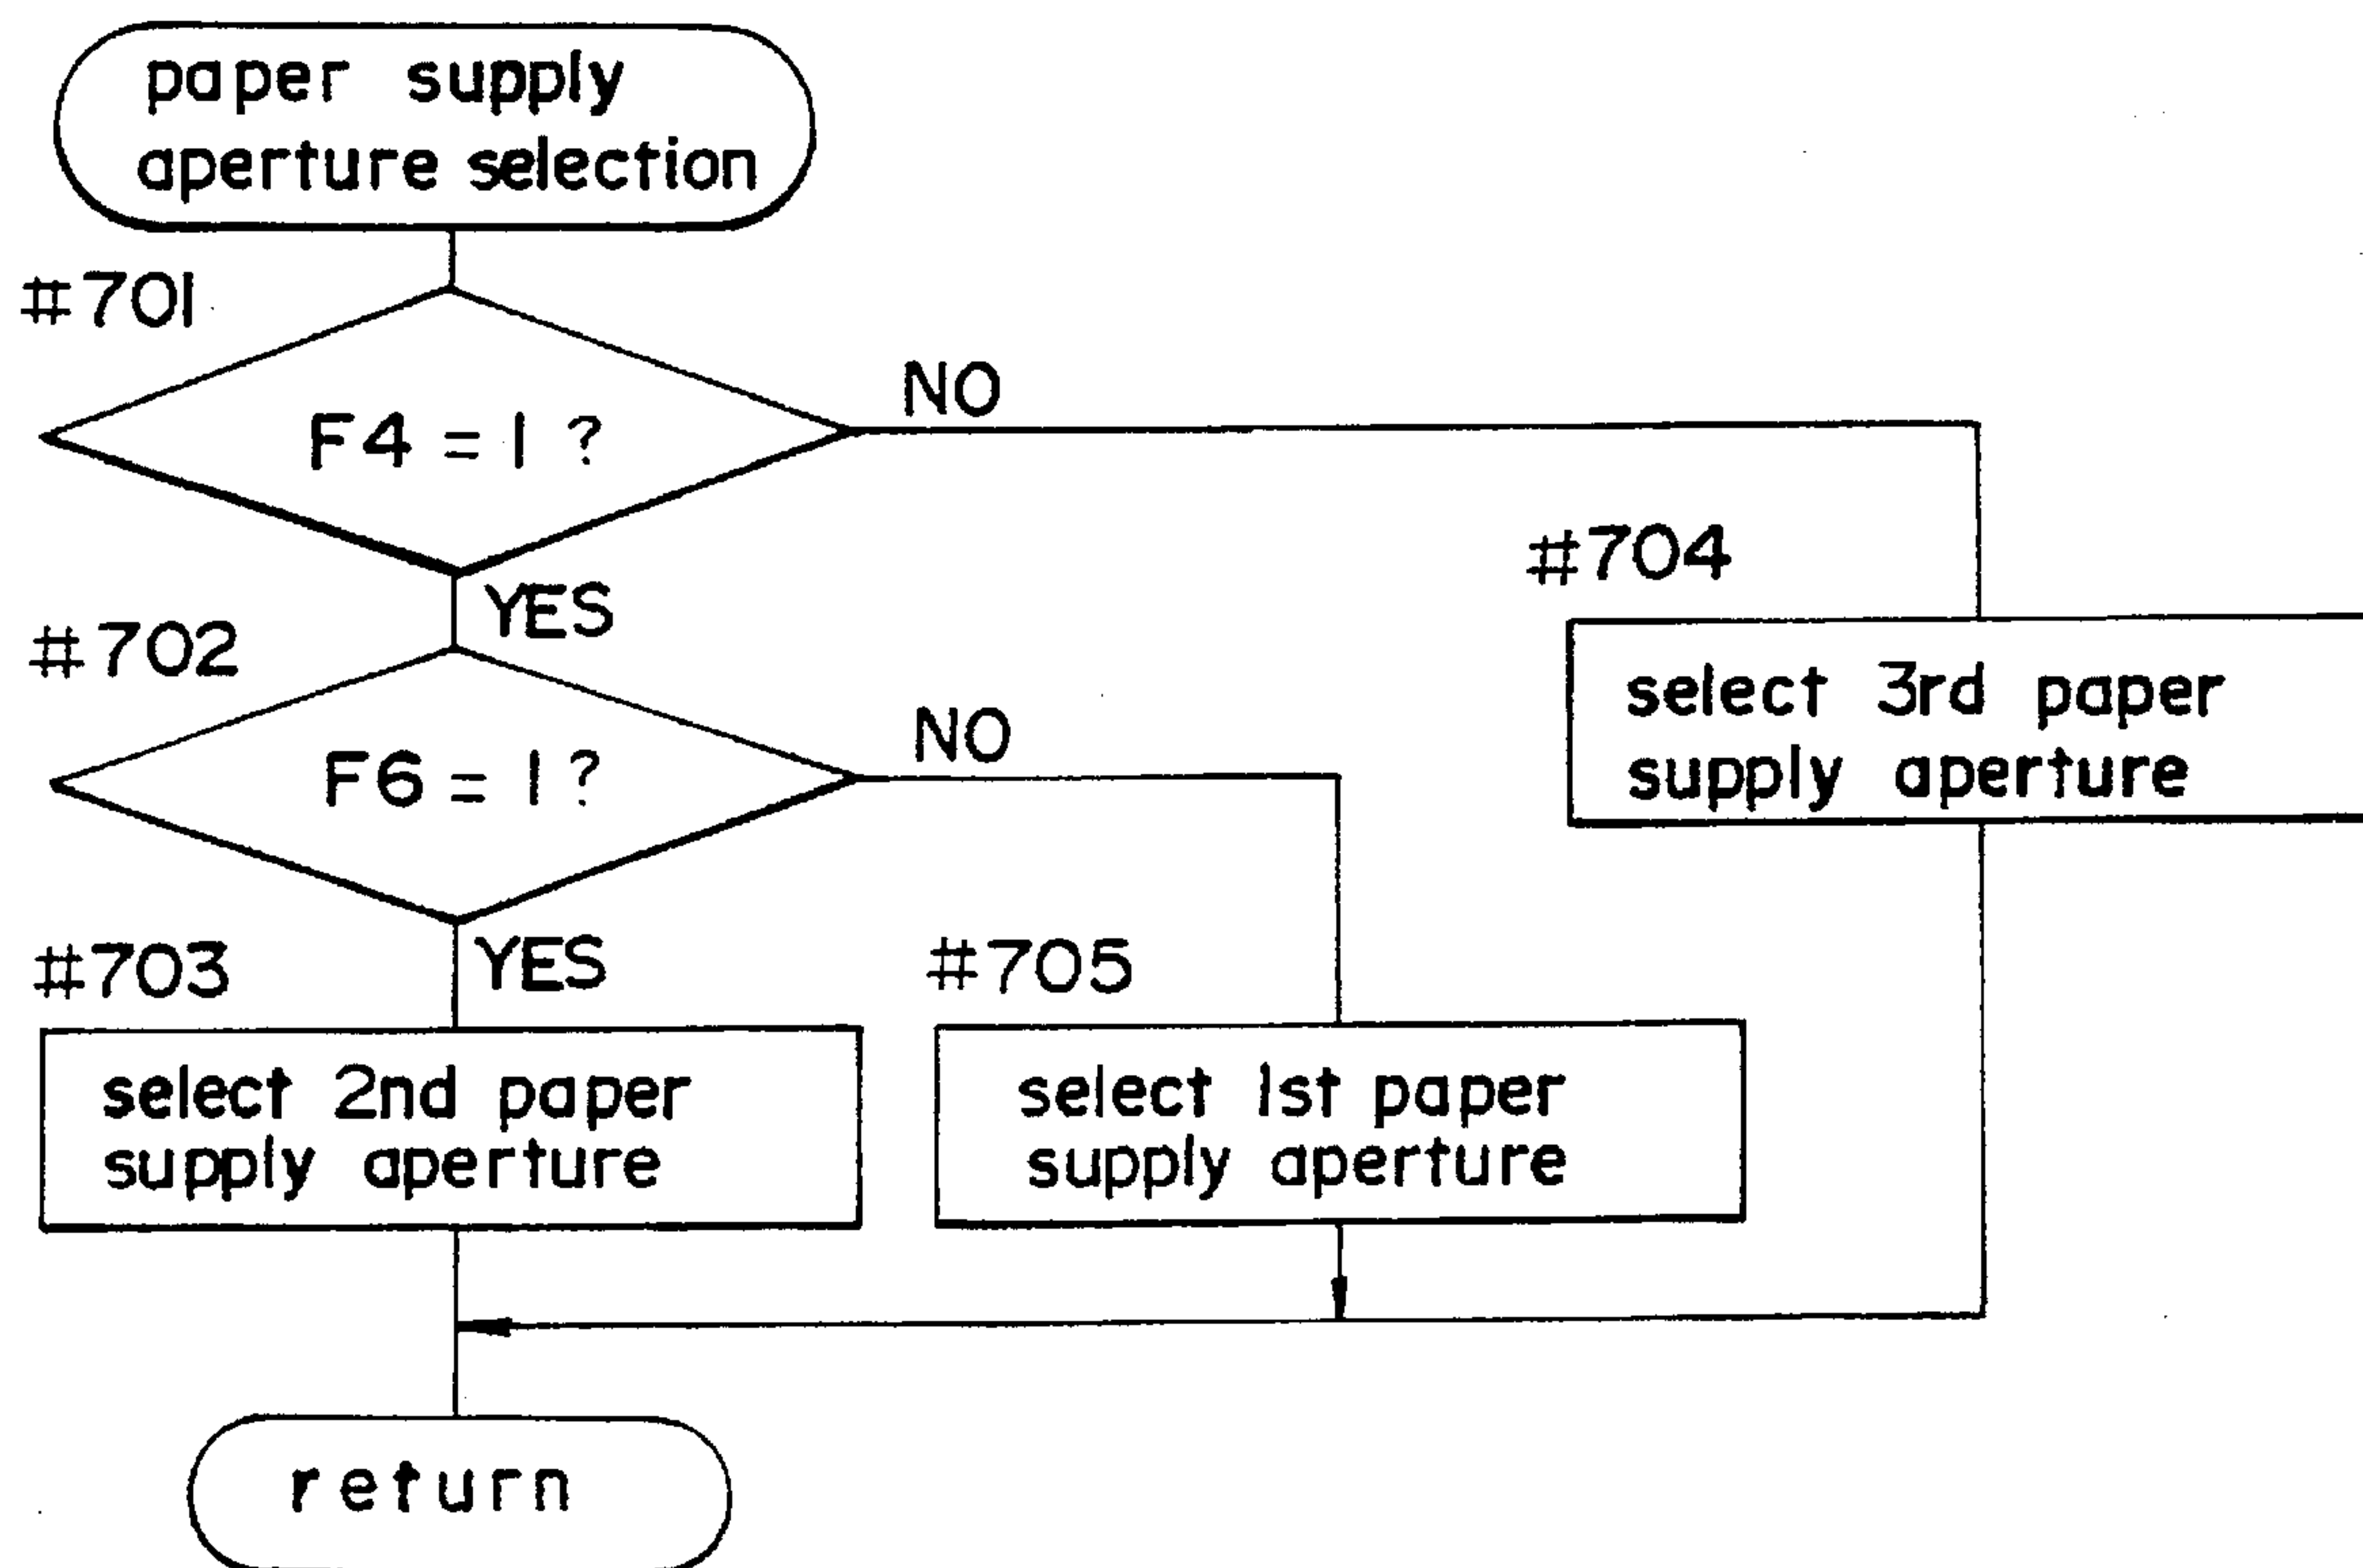 paper supply
aperture selection
#701
F4 = 1 ?
NO
YES
#702
F6 = 1 ?
NO
YES
#704
select 3rd paper
supply aperture
#703
select 2nd paper
supply aperture
#705
select 1st paper
supply aperture
return